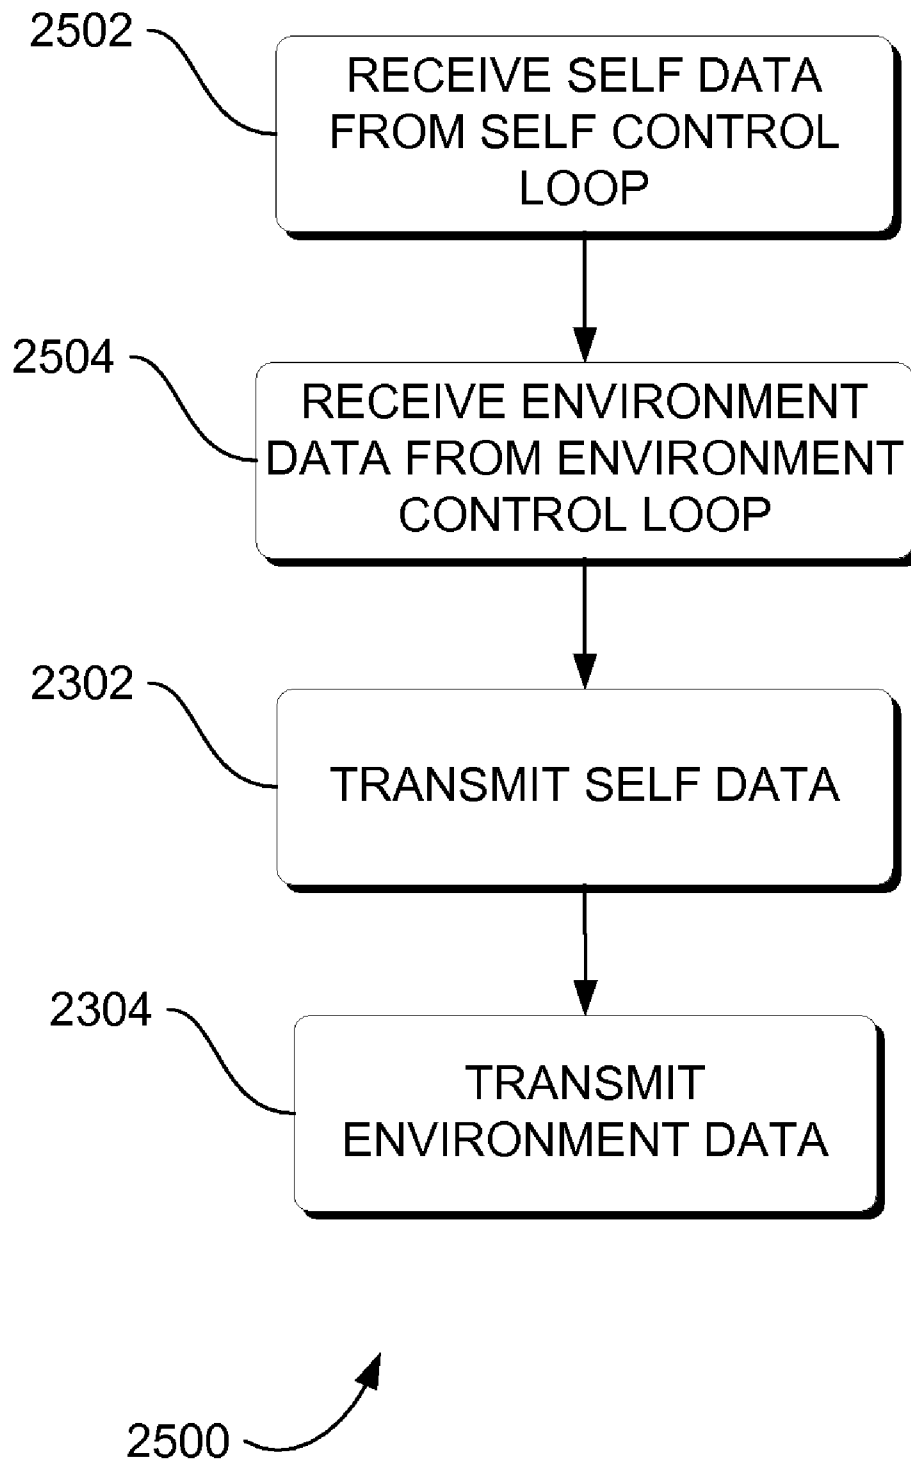 2502
RECEIVE SELF DATA
FROM SELF CONTROL
LOOP
2504
RECEIVE ENVIRONMENT
DATA FROM ENVIRONMENT
CONTROL LOOP
2302
TRANSMIT SELF DATA
2304
TRANSMIT
ENVIRONMENT DATA
2500